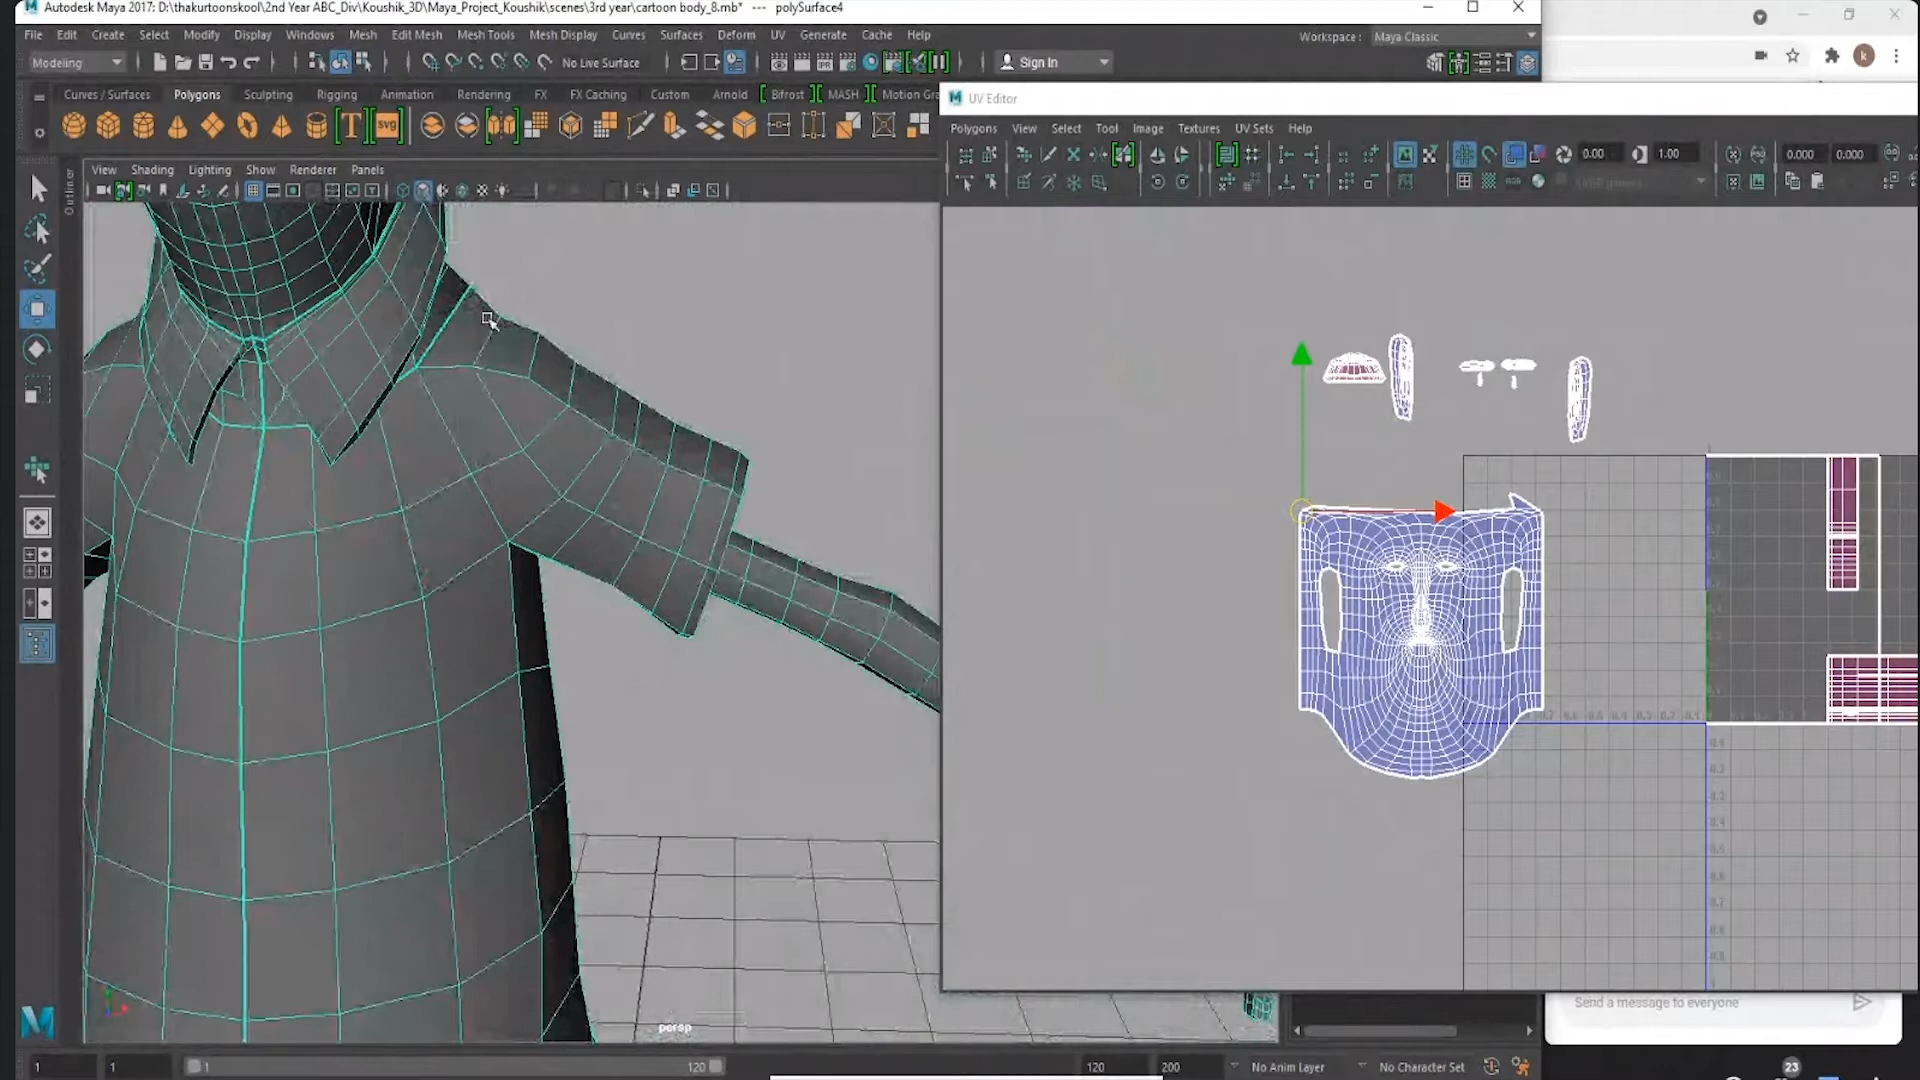 Autodesk Maya 2017: D:\thakurtoonskool\2nd Year ABC_Div\Koushik_3D\Maya_Project_Koushik\scenes\3rd year\cartoon body_8.mb* --- polySurface4
File Edit Create Select Modify Display Windows Mesh Edit Mesh Mesh Tools Mesh Display Curves Surfaces Deform UV Generate Cache Help
Workspace : Maya Classic
Modeling No Live Surface Sign In
Curves / Surfaces Polygons Sculpting Rigging Animation Rendering FX FX Caching Custom Arnold Bifrost MASH Motion Gra
T svg
UV Editor
Polygons View Select Tool Image Textures UV Sets Help
0.00 1.00 0.000 0.000
View Shading Lighting Show Renderer Panels
Outliner
persp
Send a message to everyone
1 1 1 120 120 200 No Anim Layer No Character Set
23
k